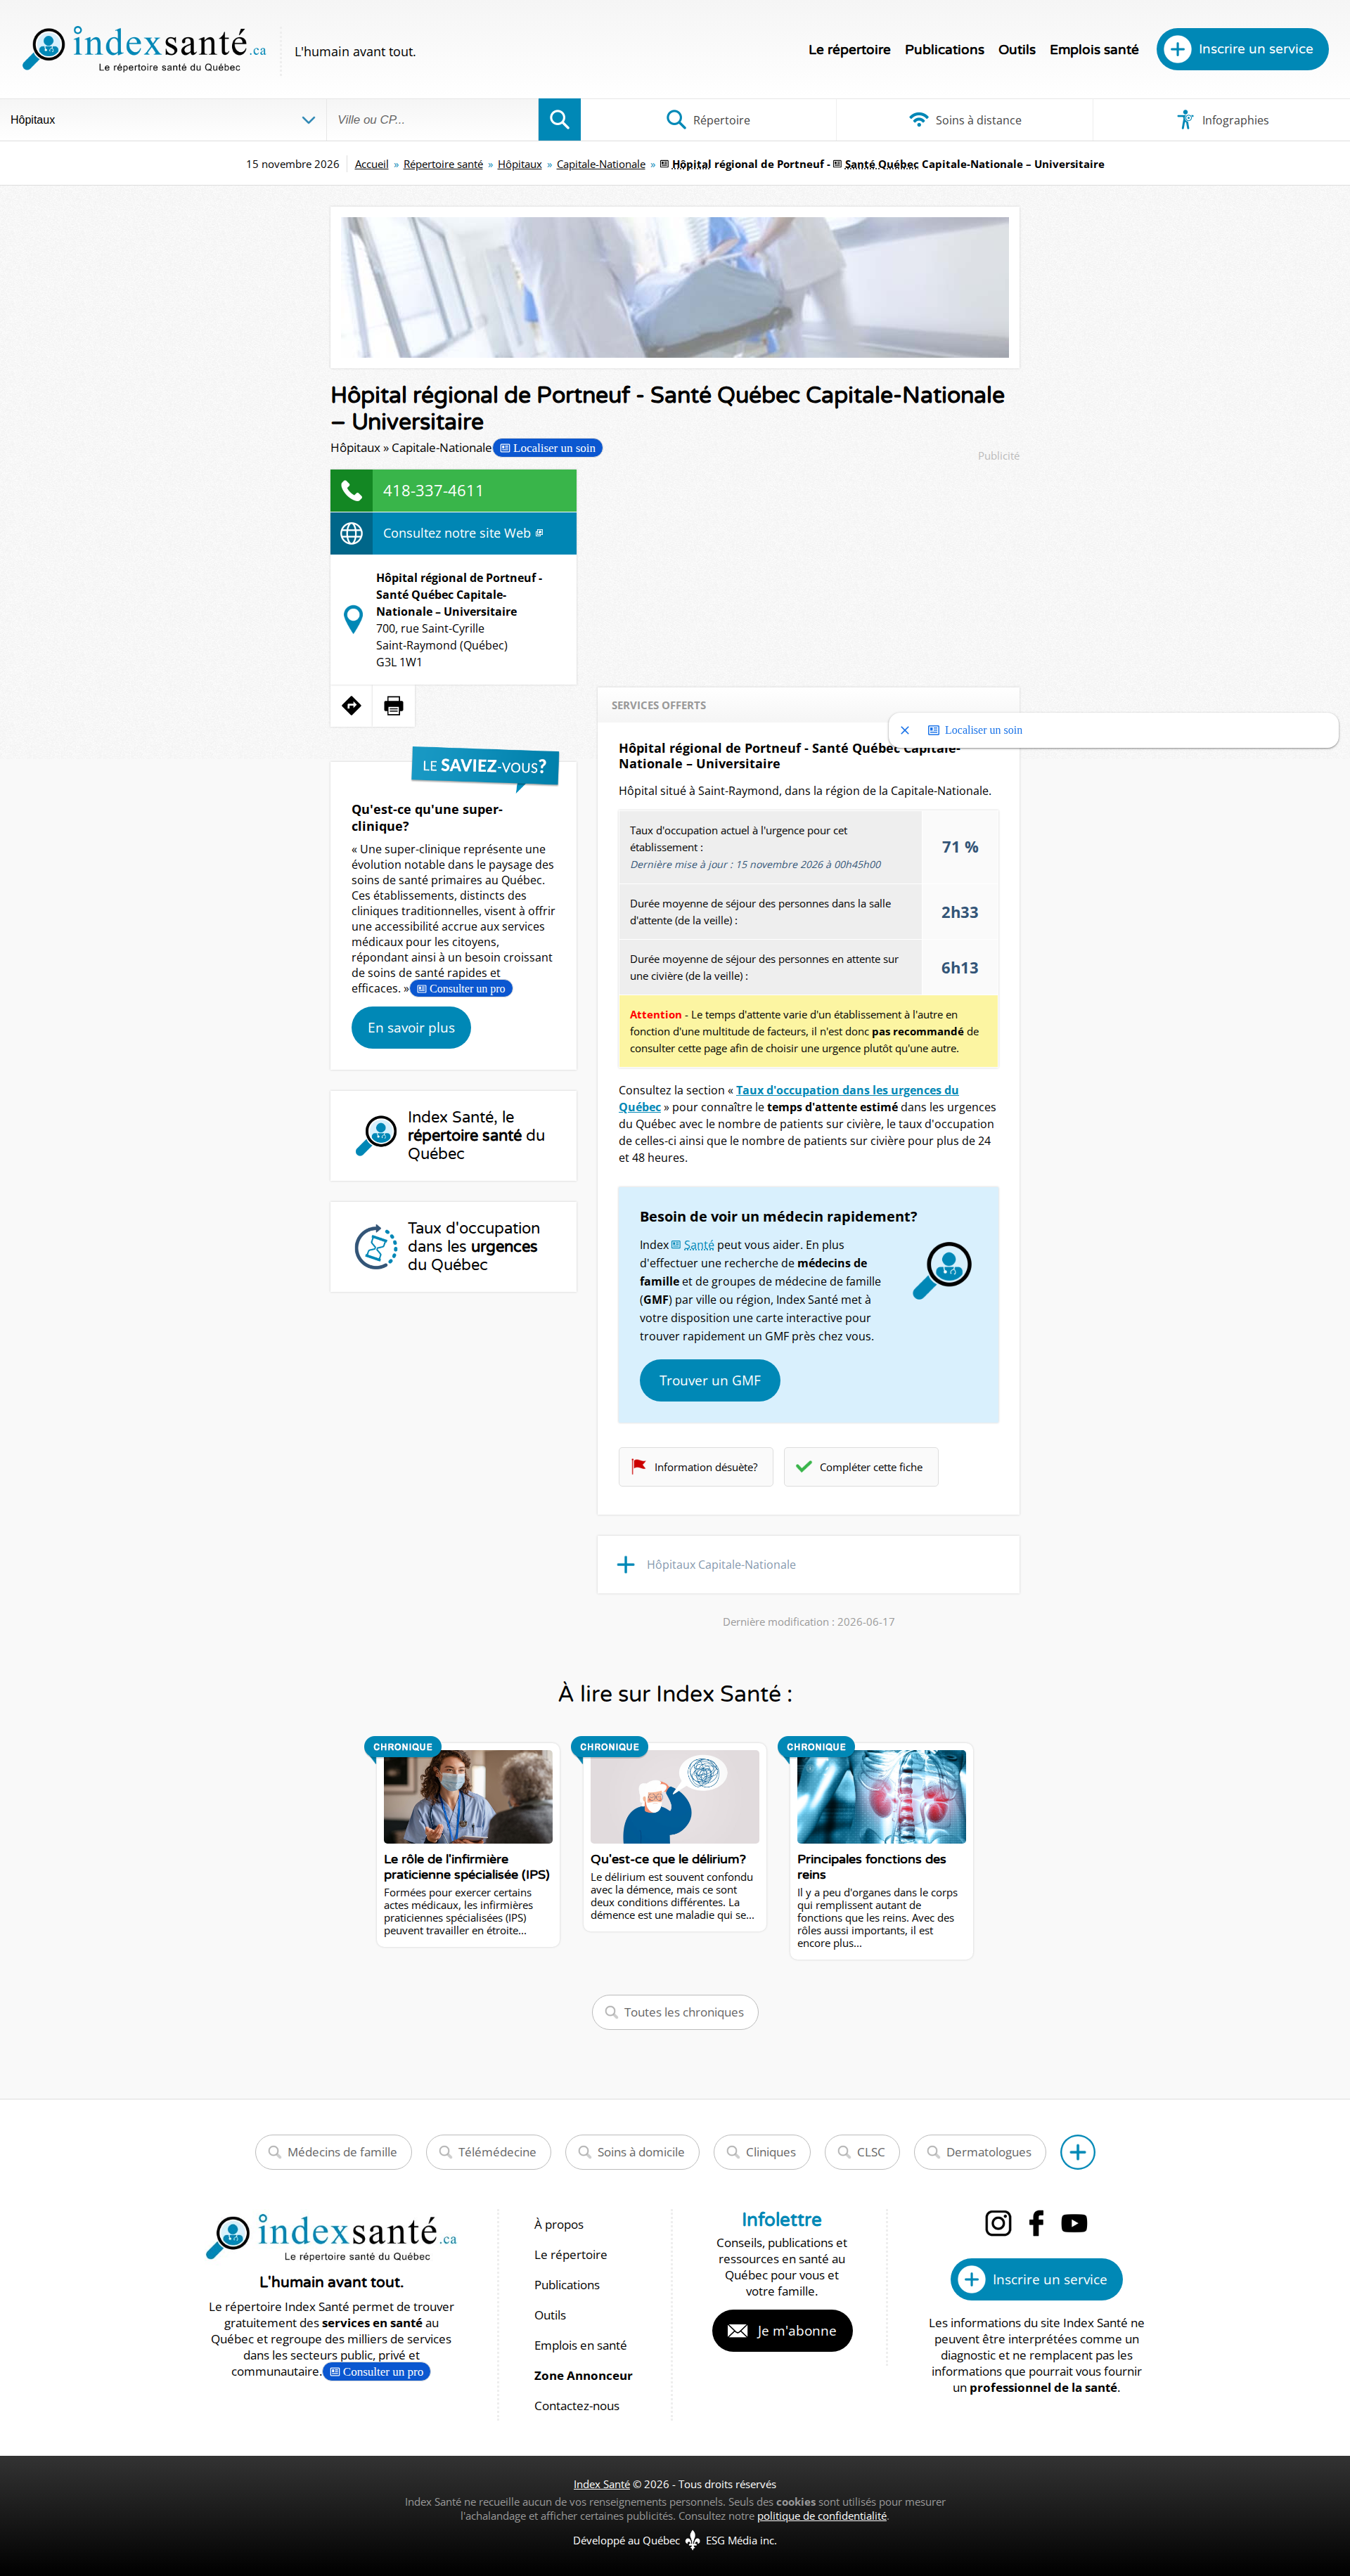 indexsanté.ca
Le répertoire santé du Québec
L'humain avant tout.
Le répertoire
Publications
Outils
Emplois santé
Inscrire un service
Hôpitaux
Ville ou CP...
Répertoire
Soins à distance
Infographies
15 novembre 2026
Accueil » Répertoire santé » Hôpitaux » Capitale-Nationale » Hôpital régional de Portneuf - Santé Québec Capitale-Nationale – Universitaire
Hôpital régional de Portneuf - Santé Québec Capitale-Nationale
– Universitaire
Hôpitaux » Capitale-Nationale Localiser un soin
Publicité
418-337-4611
Consultez notre site Web
Hôpital régional de Portneuf -
Santé Québec Capitale-
Nationale – Universitaire
700, rue Saint-Cyrille
Saint-Raymond (Québec)
G3L 1W1
LE SAVIEZ-VOUS?
Qu'est-ce qu'une super-
clinique?
« Une super-clinique représente une
évolution notable dans le paysage des
soins de santé primaires au Québec.
Ces établissements, distincts des
cliniques traditionnelles, visent à offrir
une accessibilité accrue aux services
médicaux pour les citoyens,
répondant ainsi à un besoin croissant
de soins de santé rapides et
efficaces. » Consulter un pro
En savoir plus
Index Santé, le
répertoire santé du
Québec
Taux d'occupation
dans les urgences
du Québec
SERVICES OFFERTS
Localiser un soin
Hôpital régional de Portneuf - Santé Québec Capitale-
Nationale – Universitaire
Hôpital situé à Saint-Raymond, dans la région de la Capitale-Nationale.
Taux d'occupation actuel à l'urgence pour cet
établissement :
Dernière mise à jour : 15 novembre 2026 à 00h45h00
71 %
Durée moyenne de séjour des personnes dans la salle
d'attente (de la veille) :
2h33
Durée moyenne de séjour des personnes en attente sur
une civière (de la veille) :
6h13
Attention - Le temps d'attente varie d'un établissement à l'autre en
fonction d'une multitude de facteurs, il n'est donc pas recommandé de
consulter cette page afin de choisir une urgence plutôt qu'une autre.
Consultez la section « Taux d'occupation dans les urgences du
Québec » pour connaître le temps d'attente estimé dans les urgences
du Québec avec le nombre de patients sur civière, le taux d'occupation
de celles-ci ainsi que le nombre de patients sur civière pour plus de 24
et 48 heures.
Besoin de voir un médecin rapidement?
Index Santé peut vous aider. En plus
d'effectuer une recherche de médecins de
famille et de groupes de médecine de famille
(GMF) par ville ou région, Index Santé met à
votre disposition une carte interactive pour
trouver rapidement un GMF près chez vous.
Trouver un GMF
Information désuète?
Compléter cette fiche
Hôpitaux Capitale-Nationale
Dernière modification : 2026-06-17
À lire sur Index Santé :
CHRONIQUE
Le rôle de l'infirmière
praticienne spécialisée (IPS)
Formées pour exercer certains
actes médicaux, les infirmières
praticiennes spécialisées (IPS)
peuvent travailler en étroite...
CHRONIQUE
Qu'est-ce que le délirium?
Le délirium est souvent confondu
avec la démence, mais ce sont
deux conditions différentes. La
démence est une maladie qui se...
CHRONIQUE
Principales fonctions des
reins
Il y a peu d'organes dans le corps
qui remplissent autant de
fonctions que les reins. Avec des
rôles aussi importants, il est
encore plus...
Toutes les chroniques
Médecins de famille
Télémédecine
Soins à domicile
Cliniques
CLSC
Dermatologues
indexsanté.ca
Le répertoire santé du Québec
L'humain avant tout.
Le répertoire Index Santé permet de trouver
gratuitement des services en santé au
Québec et regroupe des milliers de services
dans les secteurs public, privé et
communautaire. Consulter un pro
À propos
Le répertoire
Publications
Outils
Emplois en santé
Zone Annonceur
Contactez-nous
Infolettre
Conseils, publications et
ressources en santé au
Québec pour vous et
votre famille.
Je m'abonne
Inscrire un service
Les informations du site Index Santé ne
peuvent être interprétées comme un
diagnostic et ne remplacent pas les
informations que pourrait vous fournir
un professionnel de la santé.
Index Santé © 2026 - Tous droits réservés
Index Santé ne recueille aucun de vos renseignements personnels. Seuls des cookies sont utilisés pour mesurer
l'achalandage et afficher certaines publicités. Consultez notre politique de confidentialité.
Développé au Québec ESG Média inc.